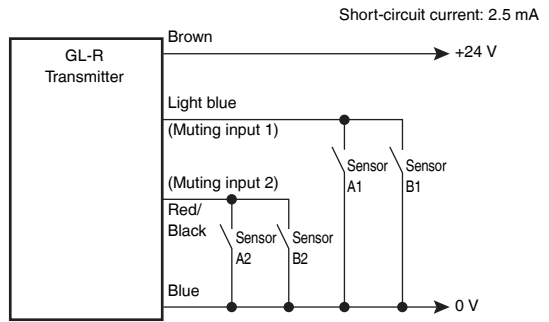 Short-circuit current: 2.5 mA
GL-R
Transmitter
Brown
+24 V
Light blue
(Muting input 1)
Sensor
A1
Sensor
B1
(Muting input 2)
Red/
Black
Sensor
A2
Sensor
B2
Blue
0 V